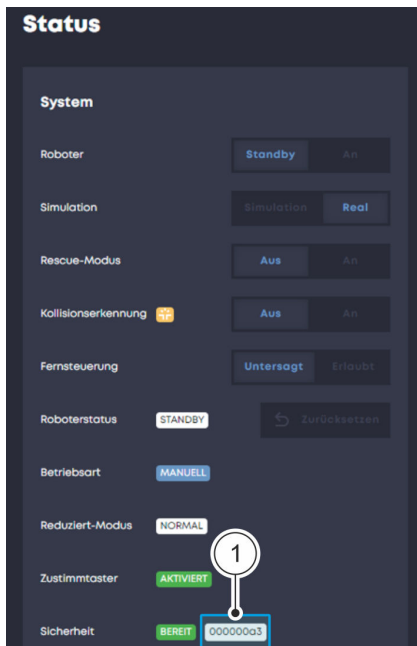 Status
System
Roboter Standby An
Simulation Simulation Real
Rescue-Modus Aus An
Kollisionserkennung Aus An
Fernsteuerung Untersagt Erlaubt
Roboterstatus STANDBY Zurücksetzen
Betriebsart MANUELL
Reduziert-Modus NORMAL
1
Zustimmtaster AKTIVIERT
Sicherheit BEREIT 000000a3